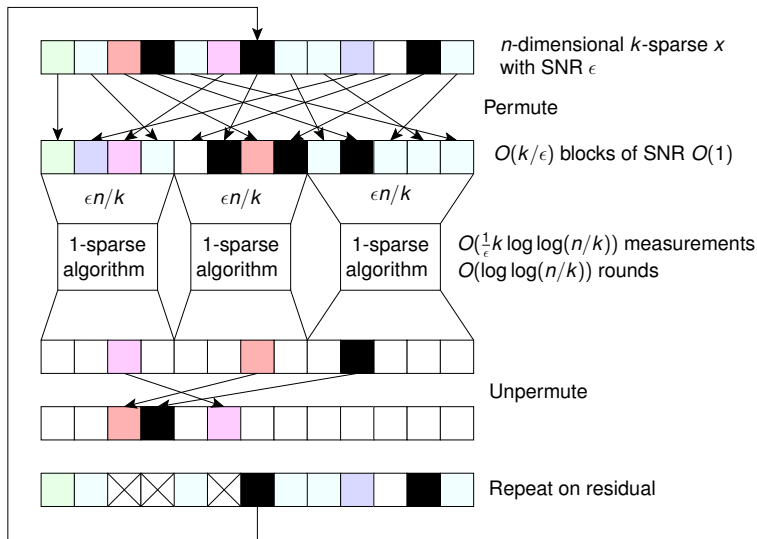 n-dimensional k-sparse x
with SNR ϵ
Permute
O(k/ϵ) blocks of SNR O(1)
ϵn/k
ϵn/k
ϵn/k
1-sparse
algorithm
1-sparse
algorithm
1-sparse
algorithm
O(\frac{1}{ϵ}k log log(n/k)) measurements
O(log log(n/k)) rounds
Unpermute
Repeat on residual